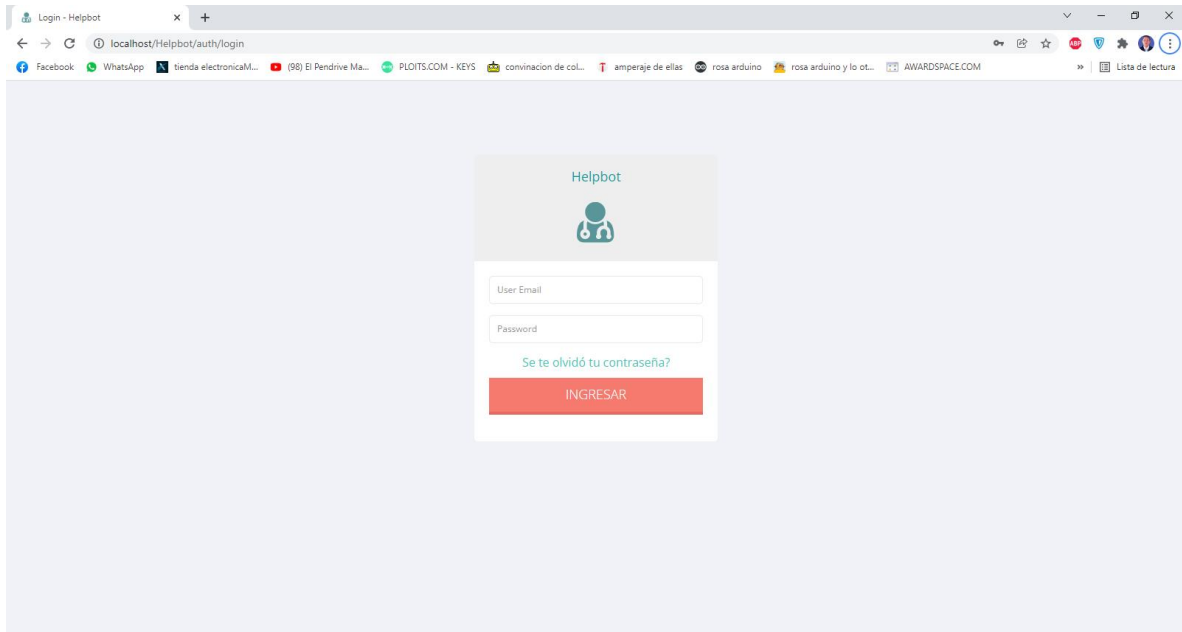 Login - Helpbot
localhost/Helpbot/auth/login
ABP
Facebook WhatsApp tienda electronicaM... (98) El Pendrive Ma... PLOITS.COM - KEYS convinacion de col... amperaje de ellas rosa arduino rosa arduino y lo ot... AWARDSPACE.COM » Lista de lectura
Helpbot
User Email
Password
Se te olvidó tu contraseña?
INGRESAR